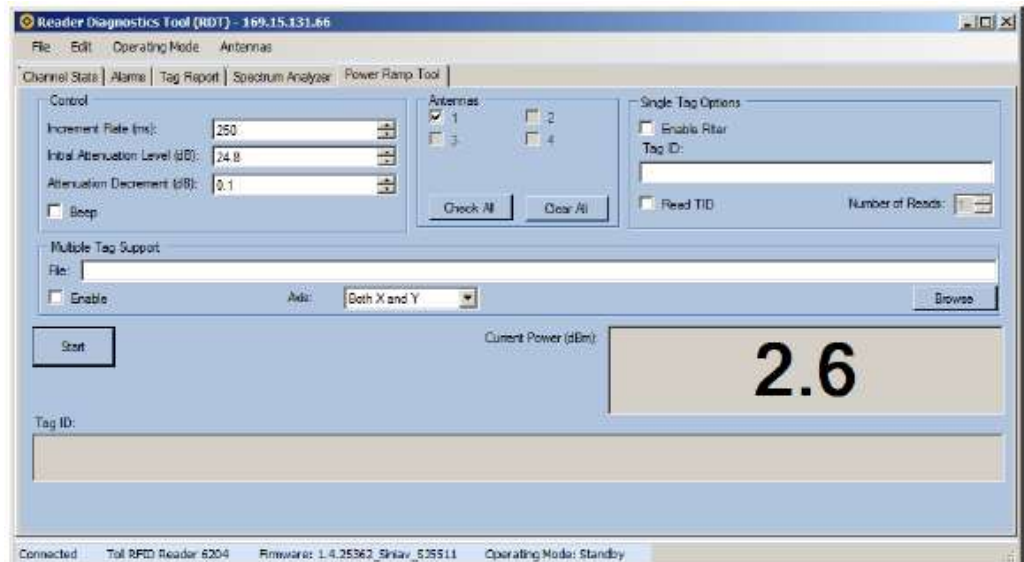 Reader Diagnostics Tool (RDT) - 169.15.131.66
File Edit Operating Mode Antennas
Channel Stats Alarms Tag Report Spectrum Analyzer Power Ramp Tool
Control
Increment Rate (ms): 250
Initial Attenuation Level (dB): 24.8
Attenuation Decrement (dB): 0.1
Beep
Antennas
1 2
3 4
Check All Clear All
Single Tag Options
Enable Filter
Tag ID:
Read TID Number of Reads: 1
Multiple Tag Support
File:
Enable Axis: Both X and Y Browse
Start Current Power (dBm): 2.6
Tag ID:
Connected Toll RFID Reader 6204 Firmware: 1.4.25362_Siniav_525511 Operating Mode: Standby